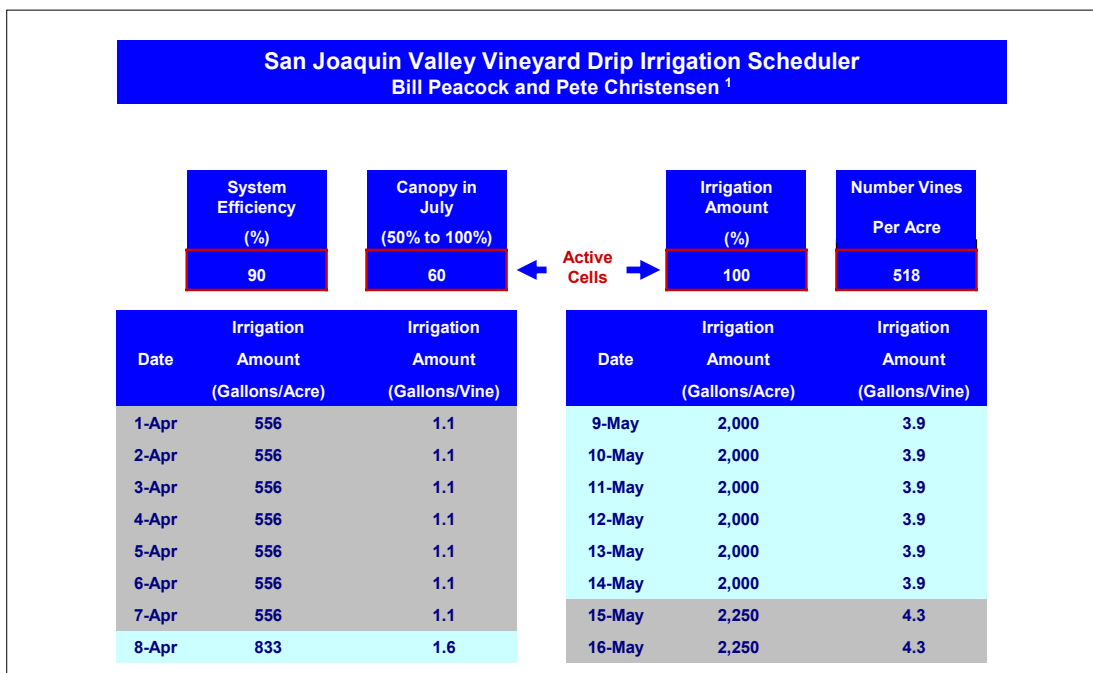 San Joaquin Valley Vineyard Drip Irrigation Scheduler
Bill Peacock and Pete Christensen 1
System
Efficiency
(%)
90
Canopy in
July
(50% to 100%)
60
Active
Cells
Irrigation
Amount
(%)
100
Number Vines
Per Acre
518
Irrigation Irrigation
Date Amount Amount
(Gallons/Acre) (Gallons/Vine)
1-Apr 556 1.1
2-Apr 556 1.1
3-Apr 556 1.1
4-Apr 556 1.1
5-Apr 556 1.1
6-Apr 556 1.1
7-Apr 556 1.1
8-Apr 833 1.6
Irrigation Irrigation
Date Amount Amount
(Gallons/Acre) (Gallons/Vine)
9-May 2,000 3.9
10-May 2,000 3.9
11-May 2,000 3.9
12-May 2,000 3.9
13-May 2,000 3.9
14-May 2,000 3.9
15-May 2,250 4.3
16-May 2,250 4.3